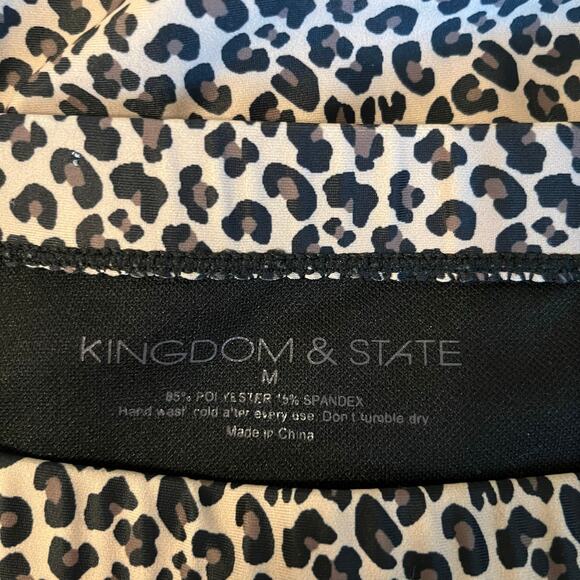 KINGDOM & STATE
M
85% POLYESTER 15% SPANDEX
Hand wash cold after every use. Don't tumble dry
Made in China